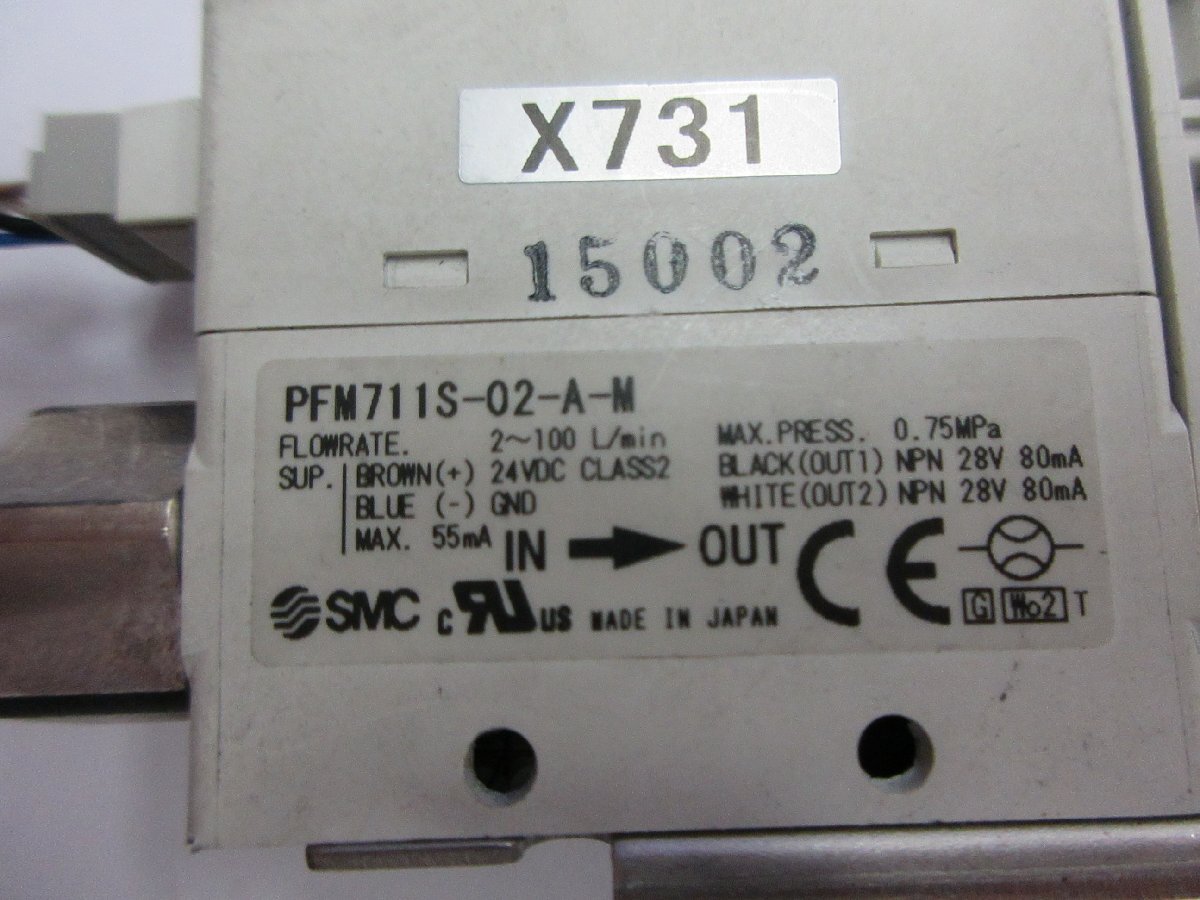 X731
15002
PFM711S-02-A-M
FLOWRATE. 2~100 L/min MAX.PRESS. 0.75MPa
SUP. BROWN(+) 24VDC CLASS2 BLACK(OUT1) NPN 28V 80mA
BLUE (-) GND WHITE(OUT2) NPN 28V 80mA
MAX. 55mA IN OUT CE
SMC c RU US MADE IN JAPAN G Wo2 T